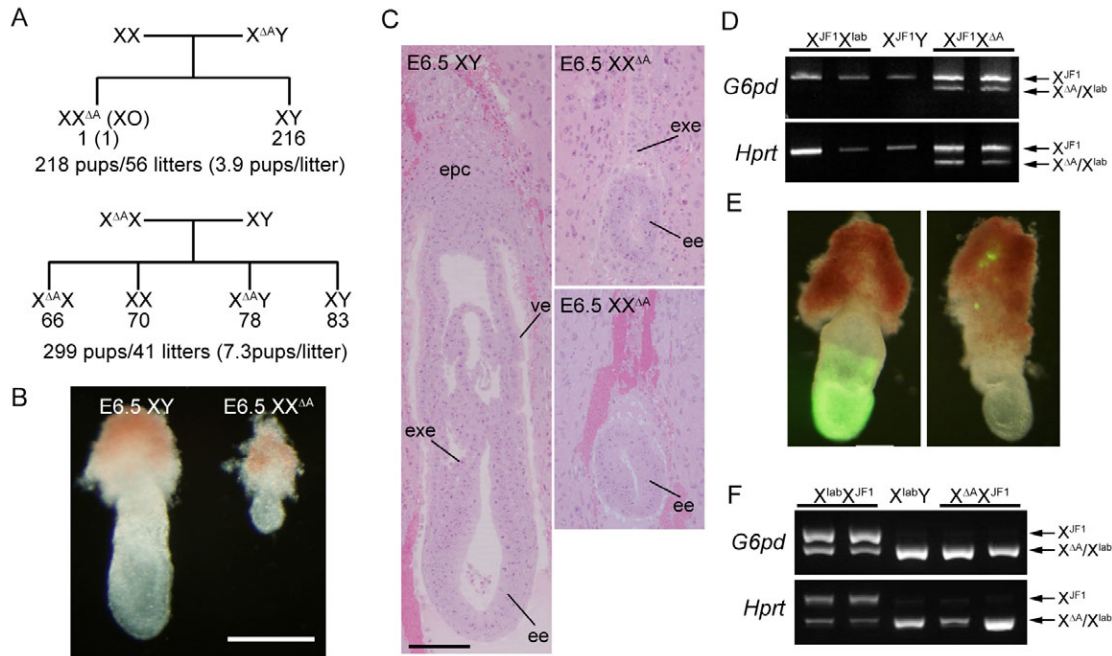 A
XX X^ΔAY
XX^ΔA (XO) XY
1 (1) 216
218 pups/56 litters (3.9 pups/litter)
X^ΔAX XY
X^ΔAX XX X^ΔAY XY
66 70 78 83
299 pups/41 litters (7.3pups/litter)
B
E6.5 XY E6.5 XX^ΔA
C
E6.5 XY
epc
ve
exe
ee
E6.5 XX^ΔA
exe
ee
E6.5 XX^ΔA
ee
D
X^JF1X^lab X^JF1Y X^JF1X^ΔA
G6pd
X^JF1
X^ΔA/X^lab
Hprt
X^JF1
X^ΔA/X^lab
E
F
X^labX^JF1 X^labY X^ΔAX^JF1
G6pd
X^JF1
X^ΔA/X^lab
Hprt
X^JF1
X^ΔA/X^lab